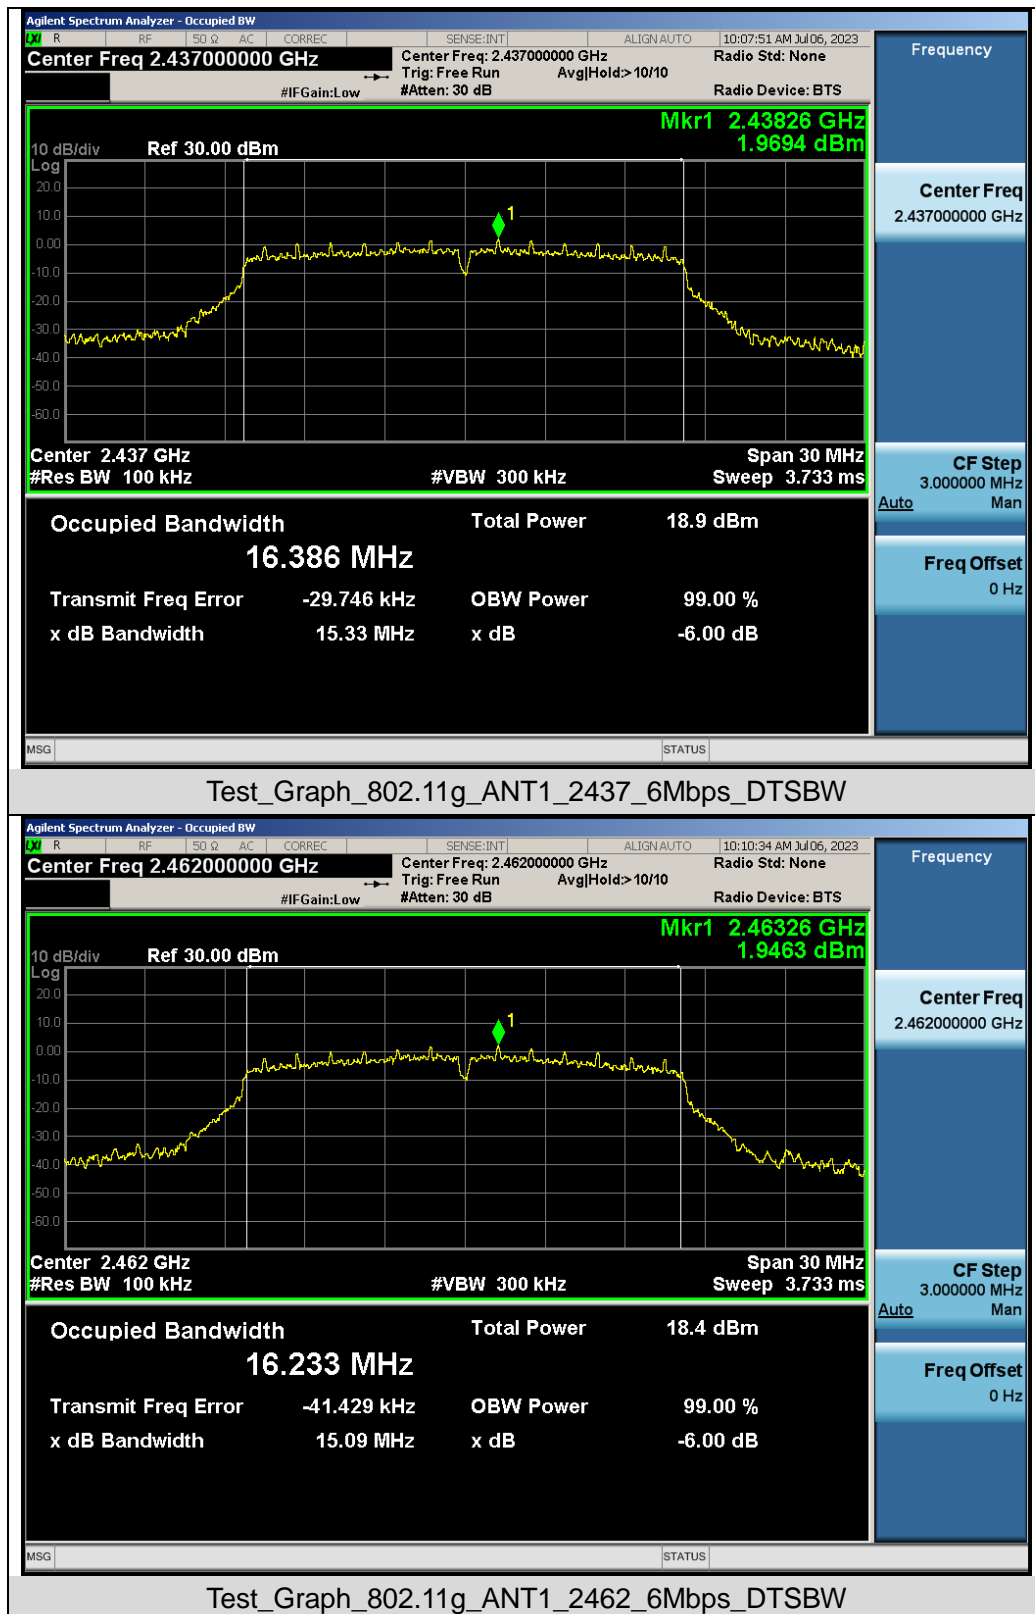 Agilent Spectrum Analyzer - Occupied BW
LXI R RF 50 Ω AC CORREC SENSE:INT ALIGN AUTO 10:07:51 AM Jul 06, 2023
Center Freq 2.437000000 GHz
Center Freq: 2.437000000 GHz
Radio Std: None
Trig: Free Run Avg|Hold:> 10/10
#IFGain:Low #Atten: 30 dB Radio Device: BTS
Frequency
Mkr1 2.43826 GHz
1.9694 dBm
10 dB/div Ref 30.00 dBm
Log
20.0
10.0
0.00
-10.0
-20.0
-30.0
-40.0
-50.0
-60.0
1
Center 2.437 GHz Span 30 MHz
#Res BW 100 kHz #VBW 300 kHz Sweep 3.733 ms
Center Freq
2.437000000 GHz
CF Step
3.000000 MHz
Auto Man
Freq Offset
0 Hz
Occupied Bandwidth Total Power 18.9 dBm
16.386 MHz
Transmit Freq Error -29.746 kHz OBW Power 99.00 %
x dB Bandwidth 15.33 MHz x dB -6.00 dB
MSG STATUS
Test_Graph_802.11g_ANT1_2437_6Mbps_DTSBW
Agilent Spectrum Analyzer - Occupied BW
LXI R RF 50 Ω AC CORREC SENSE:INT ALIGN AUTO 10:10:34 AM Jul 06, 2023
Center Freq 2.462000000 GHz
Center Freq: 2.462000000 GHz
Radio Std: None
Trig: Free Run Avg|Hold:> 10/10
#IFGain:Low #Atten: 30 dB Radio Device: BTS
Frequency
Mkr1 2.46326 GHz
1.9463 dBm
10 dB/div Ref 30.00 dBm
Log
20.0
10.0
0.00
-10.0
-20.0
-30.0
-40.0
-50.0
-60.0
1
Center 2.462 GHz Span 30 MHz
#Res BW 100 kHz #VBW 300 kHz Sweep 3.733 ms
Center Freq
2.462000000 GHz
CF Step
3.000000 MHz
Auto Man
Freq Offset
0 Hz
Occupied Bandwidth Total Power 18.4 dBm
16.233 MHz
Transmit Freq Error -41.429 kHz OBW Power 99.00 %
x dB Bandwidth 15.09 MHz x dB -6.00 dB
MSG STATUS
Test_Graph_802.11g_ANT1_2462_6Mbps_DTSBW